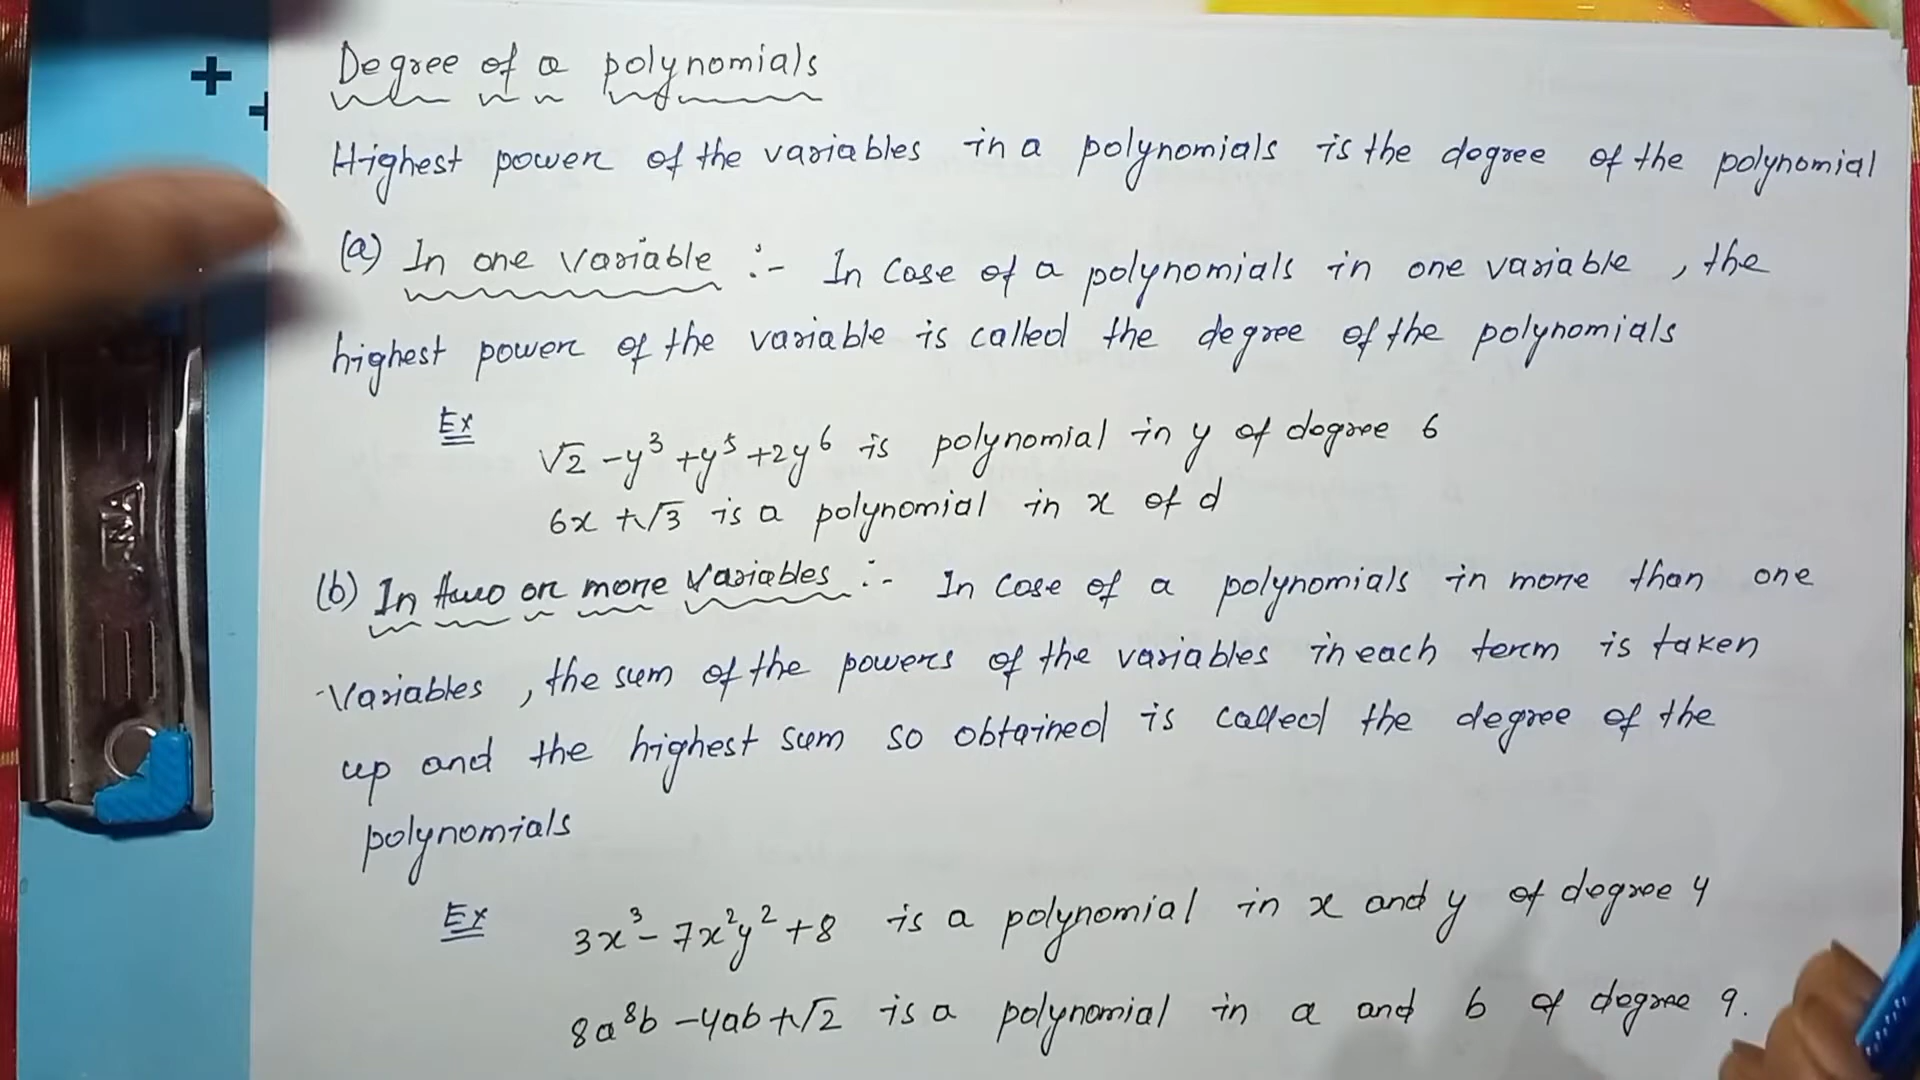 Degree of a polynomials
Highest power of the variables in a polynomials is the degree of the polynomial
(a) In one variable :- In case of a polynomials in one variable , the
highest power of the variable is called the degree of the polynomials
Ex
√2 -y³ +y⁵ +2y⁶ is polynomial in y of degree 6
6x +√3 is a polynomial in x of d
(b) In two or more variables :- In case of a polynomials in more than one
variables , the sum of the powers of the variables in each term is taken
up and the highest sum so obtained is called the degree of the
polynomials
Ex 3x³ - 7x²y² +8 is a polynomial in x and y of degree 4
8a⁸b -4ab +√2 is a polynomial in a and b of degree 9.